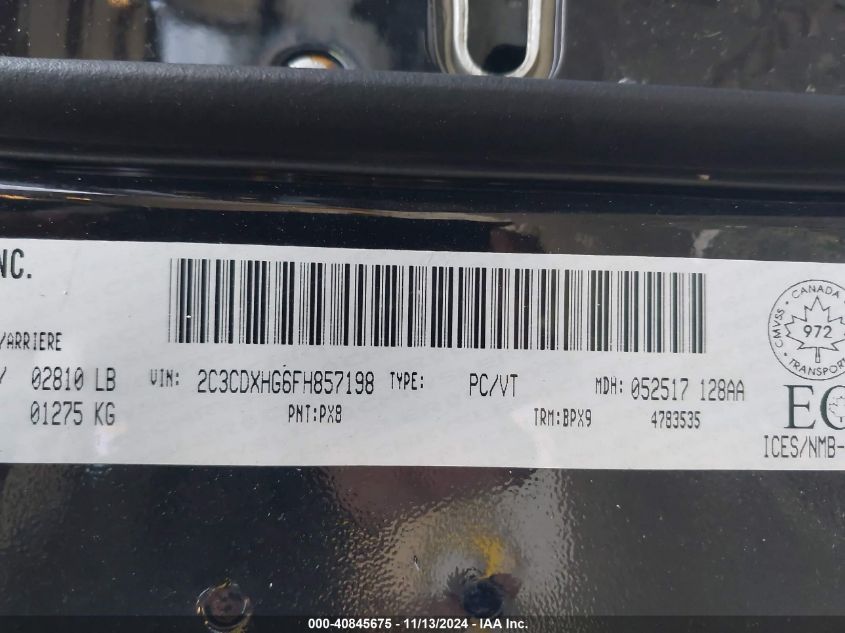 NC.
/ARRIERE
02810 LB
01275 KG
VIN: 2C3CDXHG6FH857198 TYPE: PC/VT MDH: 052517 128AA
PNT:PX8 TRM:BPX9 4783535
CMVSS · CANADA
972
TRANSPORT
EC
ICES/NMB-
000-40845675 - 11/13/2024 - IAA Inc.